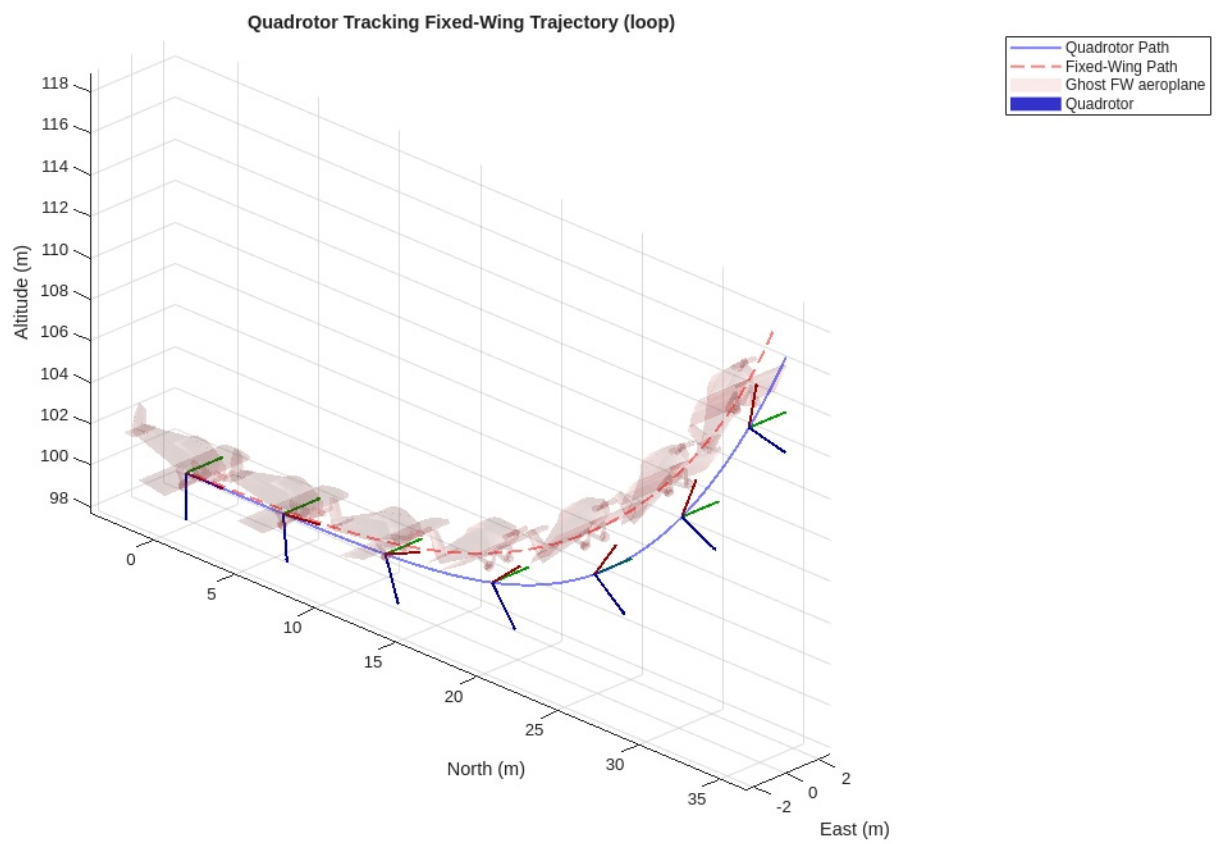 Quadrotor Tracking Fixed-Wing Trajectory (loop)
Quadrotor Path
Fixed-Wing Path
Ghost FW aeroplane
Quadrotor
118
116
114
112
110
108
106
104
102
100
98
Altitude (m)
0
5
10
15
20
25
30
35
North (m)
-2
0
2
East (m)